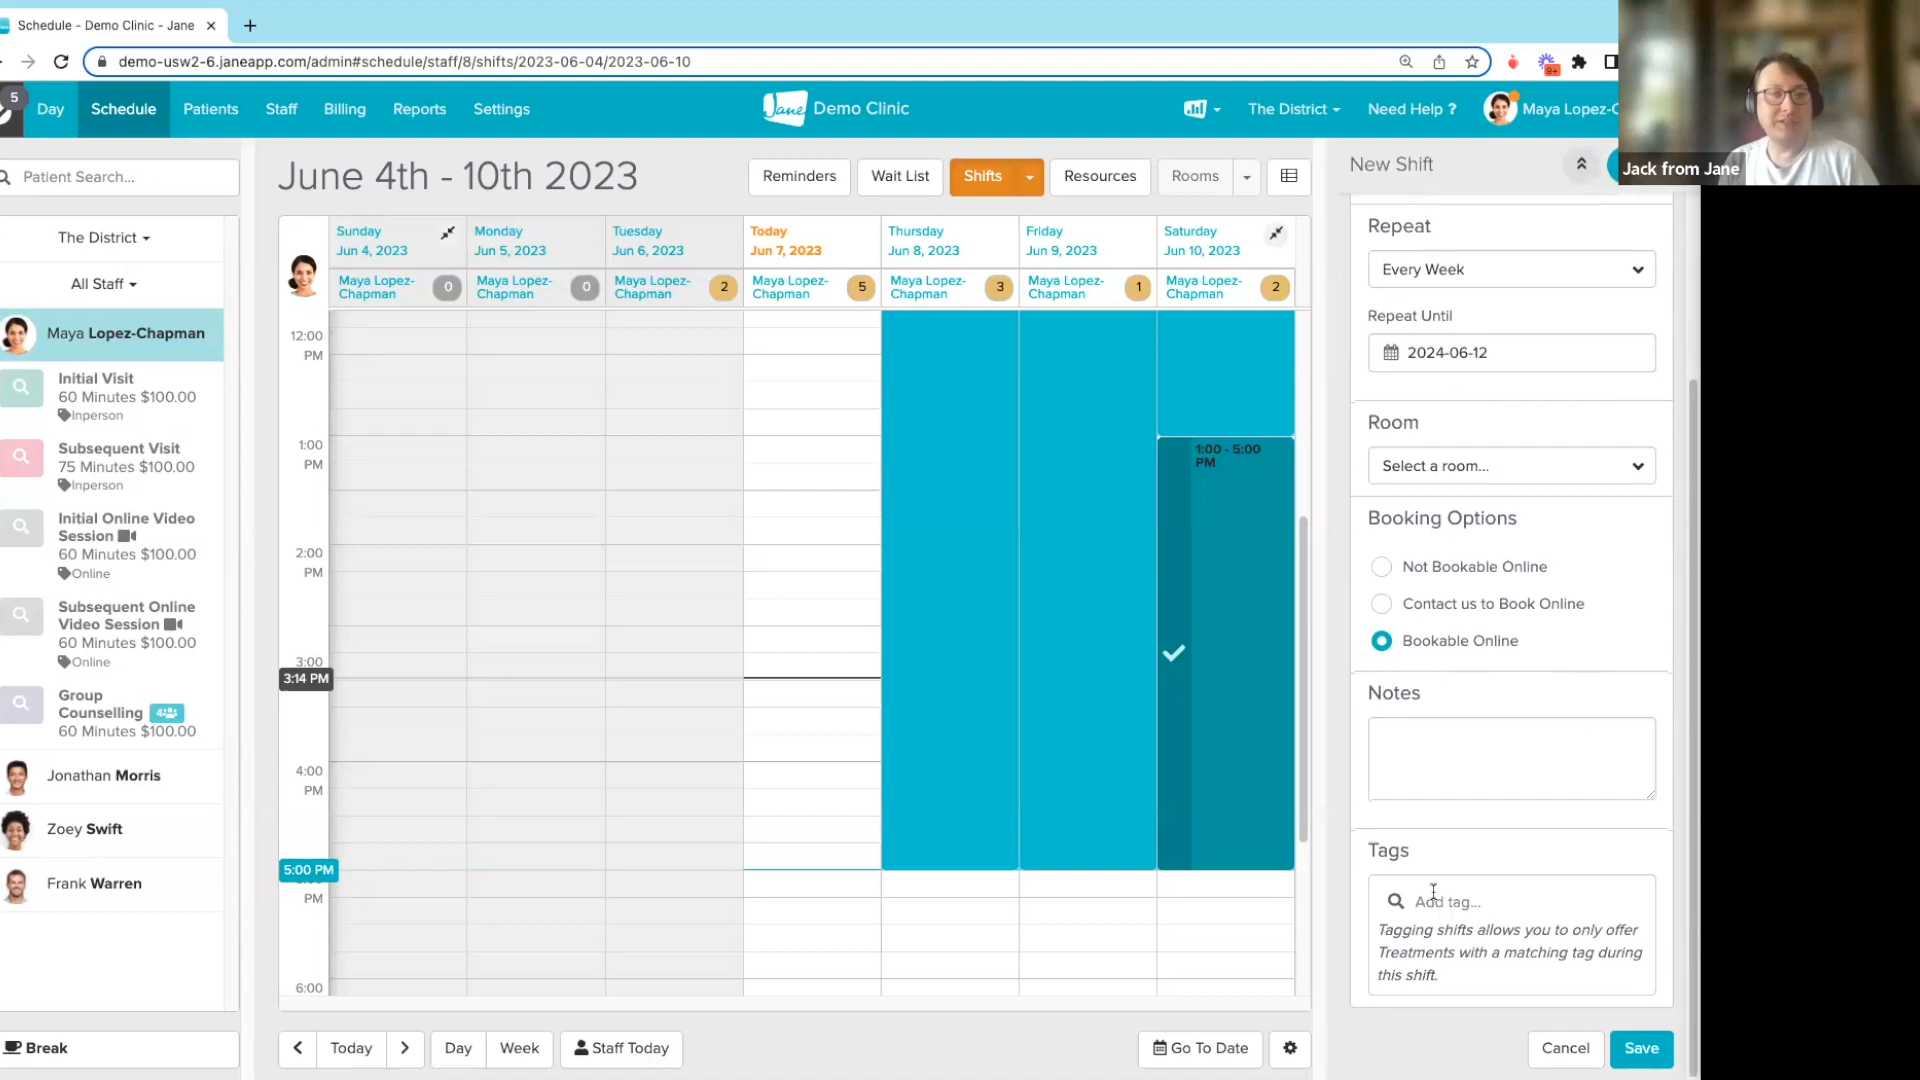 Schedule - Demo Clinic - Jane
demo-usw2-6.janeapp.com/admin#schedule/staff/8/shifts/2023-06-04/2023-06-10
9+
5
Day
Schedule
Patients
Staff
Billing
Reports
Settings
Jane
Demo Clinic
The District
Need Help ?
Maya Lopez-C
Jack from Jane
Patient Search...
June 4th - 10th 2023
Reminders
Wait List
Shifts
Resources
Rooms
New Shift
The District
All Staff
Maya Lopez-Chapman
Initial Visit
60 Minutes $100.00
Inperson
Subsequent Visit
75 Minutes $100.00
Inperson
Initial Online Video
Session
60 Minutes $100.00
Online
Subsequent Online
Video Session
60 Minutes $100.00
Online
Group
Counselling 4
60 Minutes $100.00
Jonathan Morris
Zoey Swift
Frank Warren
Break
Sunday
Jun 4, 2023
Monday
Jun 5, 2023
Tuesday
Jun 6, 2023
Today
Jun 7, 2023
Thursday
Jun 8, 2023
Friday
Jun 9, 2023
Saturday
Jun 10, 2023
Maya Lopez-
Chapman
0
Maya Lopez-
Chapman
0
Maya Lopez-
Chapman
2
Maya Lopez-
Chapman
5
Maya Lopez-
Chapman
3
Maya Lopez-
Chapman
1
Maya Lopez-
Chapman
2
12:00
PM
1:00
PM
2:00
PM
3:00
3:14 PM
4:00
PM
5:00 PM
PM
6:00
1:00 - 5:00
PM
Today
Day
Week
Staff Today
Go To Date
Repeat
Every Week
Repeat Until
2024-06-12
Room
Select a room...
Booking Options
Not Bookable Online
Contact us to Book Online
Bookable Online
Notes
Tags
Add tag...
Tagging shifts allows you to only offer
Treatments with a matching tag during
this shift.
Cancel
Save